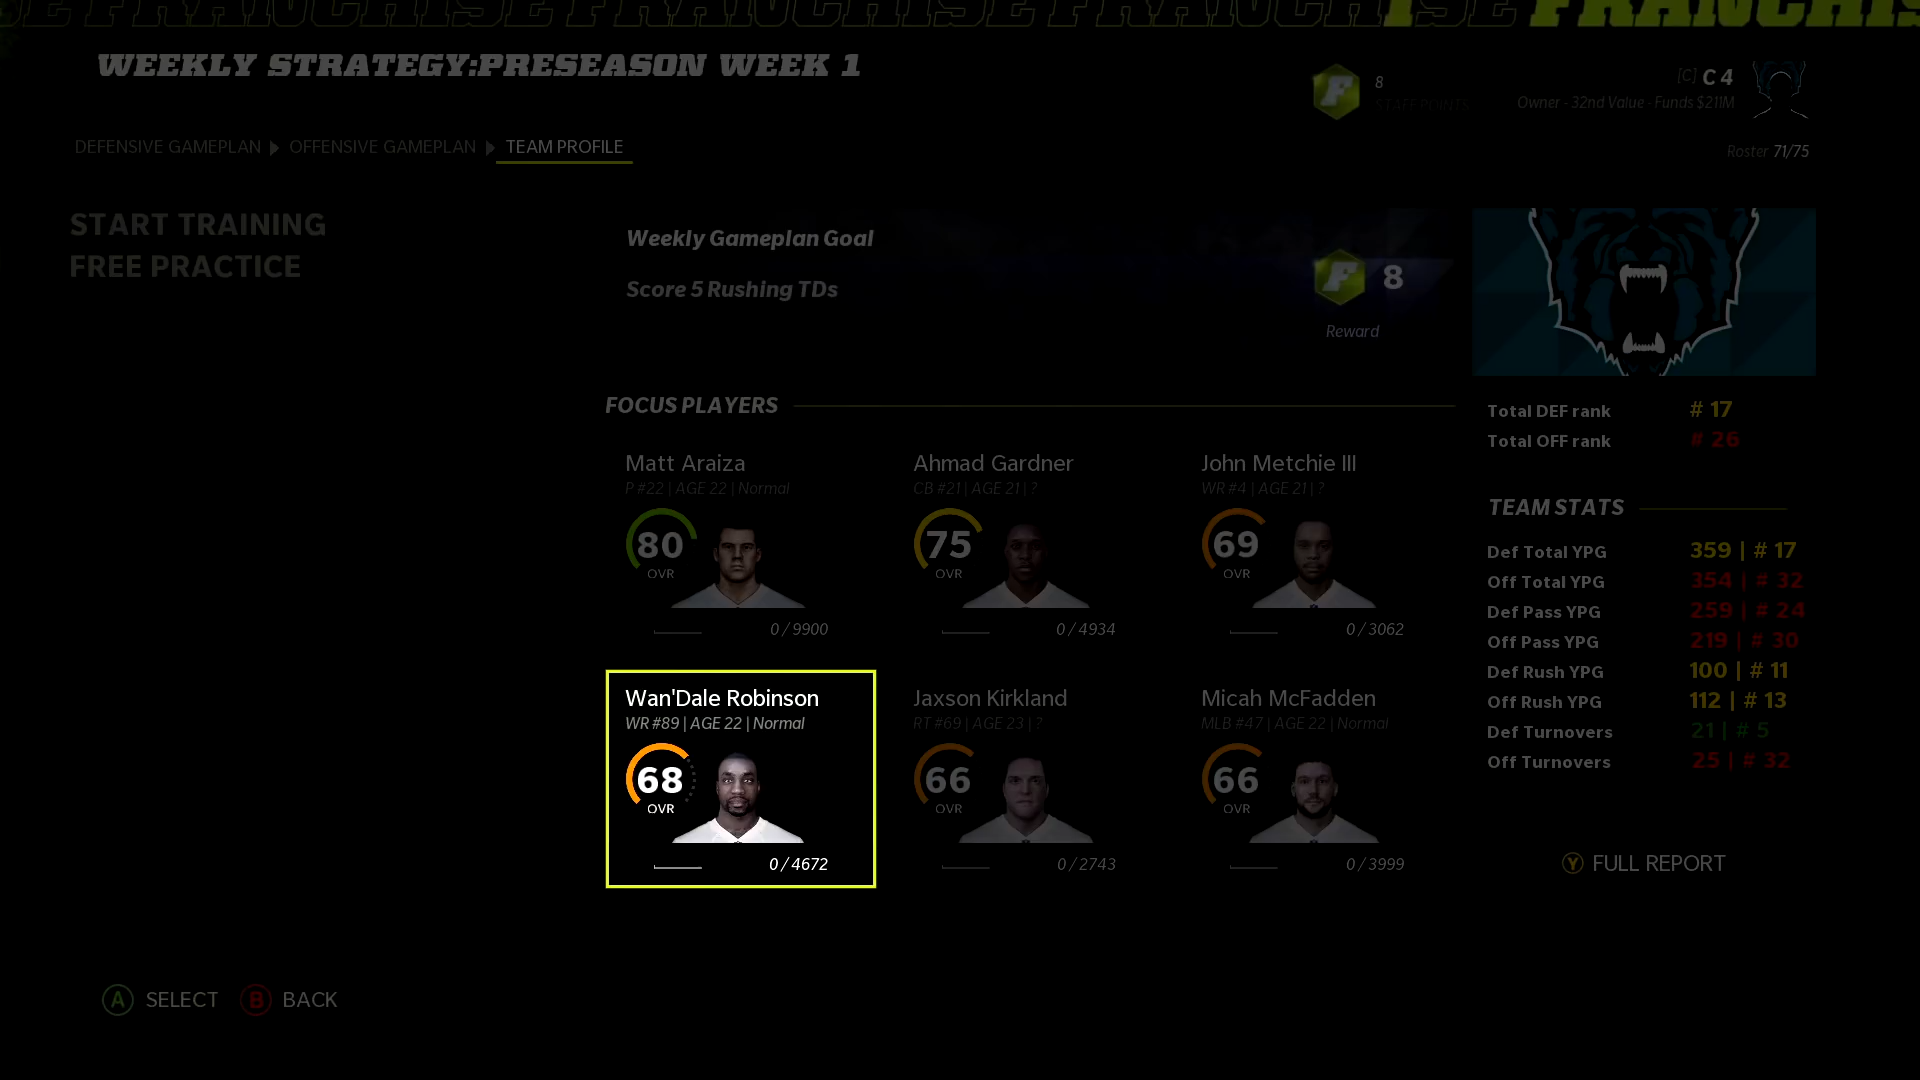 FRANCHISE FRANCHISE FRANCHISE FRANCHIS
WEEKLY STRATEGY:PRESEASON WEEK 1
8
STAFF POINTS
[C] C 4
Owner - 32nd Value - Funds $211M
Roster 71/75
DEFENSIVE GAMEPLAN OFFENSIVE GAMEPLAN TEAM PROFILE
START TRAINING
FREE PRACTICE
Weekly Gameplan Goal
Score 5 Rushing TDs
F 8
Reward
FOCUS PLAYERS
Matt Araiza
P #22 | AGE 22 | Normal
80
OVR
0 / 9900
Ahmad Gardner
CB #21 | AGE 21 | ?
75
OVR
0 / 4934
John Metchie III
WR #4 | AGE 21 | ?
69
OVR
0 / 3062
Wan'Dale Robinson
WR #89 | AGE 22 | Normal
68
OVR
0 / 4672
Jaxson Kirkland
RT #69 | AGE 23 | ?
66
OVR
0 / 2743
Micah McFadden
MLB #47 | AGE 22 | Normal
66
OVR
0 / 3999
Total DEF rank # 17
Total OFF rank # 26
TEAM STATS
Def Total YPG 359 | # 17
Off Total YPG 354 | # 32
Def Pass YPG 259 | # 24
Off Pass YPG 219 | # 30
Def Rush YPG 100 | # 11
Off Rush YPG 112 | # 13
Def Turnovers 21 | # 5
Off Turnovers 25 | # 32
Y FULL REPORT
A SELECT B BACK